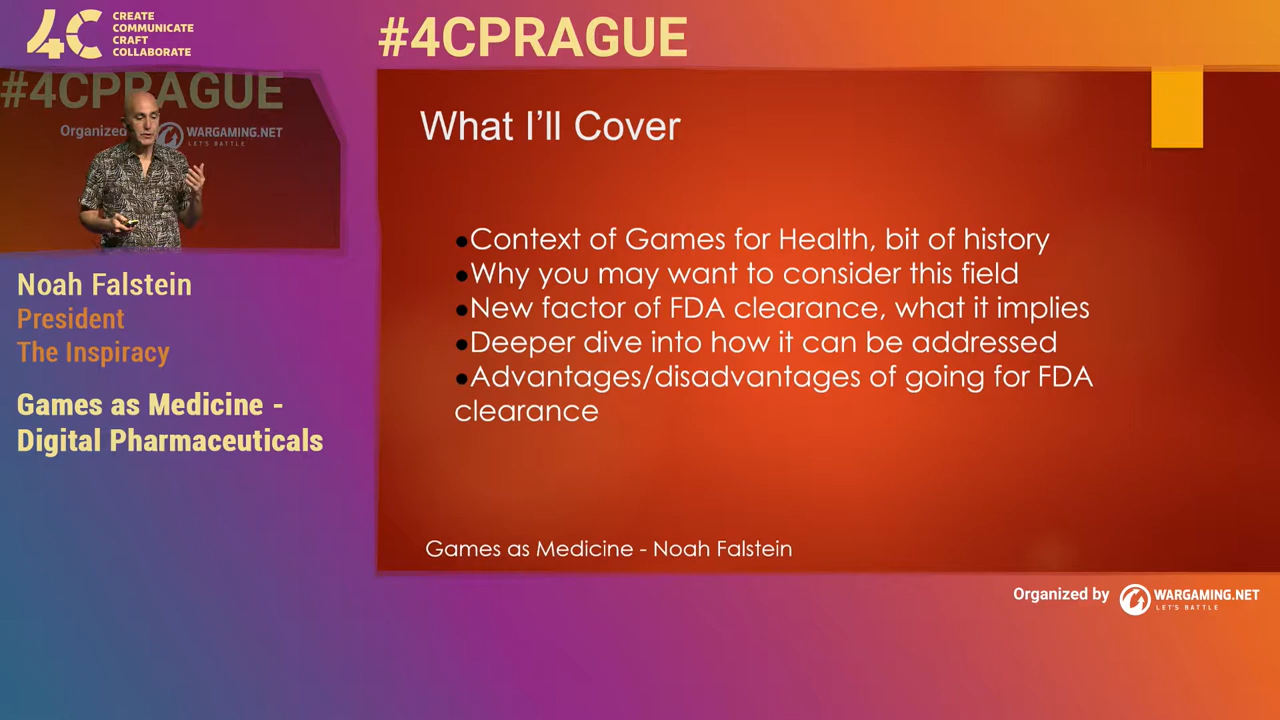 4C
CREATE
COMMUNICATE
CRAFT
COLLABORATE
#4CPRAGUE
#4CPRAGUE
Organized
WARGAMING.NET
LET'S BATTLE
Noah Falstein
President
The Inspiracy
Games as Medicine -
Digital Pharmaceuticals
What I'll Cover
●Context of Games for Health, bit of history
●Why you may want to consider this field
●New factor of FDA clearance, what it implies
●Deeper dive into how it can be addressed
●Advantages/disadvantages of going for FDA
clearance
Games as Medicine - Noah Falstein
Organized by
WARGAMING.NET
LET'S BATTLE